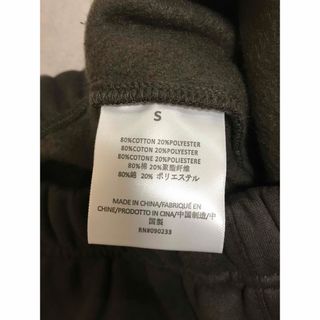 S
80%COTTON 20%POLYESTER
80%COTON 20%POLYESTER
80%COTONE 20%POLIESTERE
80%棉 20%聚脂纤维
80%綿 20% ポリエステル
MADE IN CHINA/FABRIQUÉ EN
CHINE/PRODOTTO IN CINA/中国制造/中
国製
RN#090233